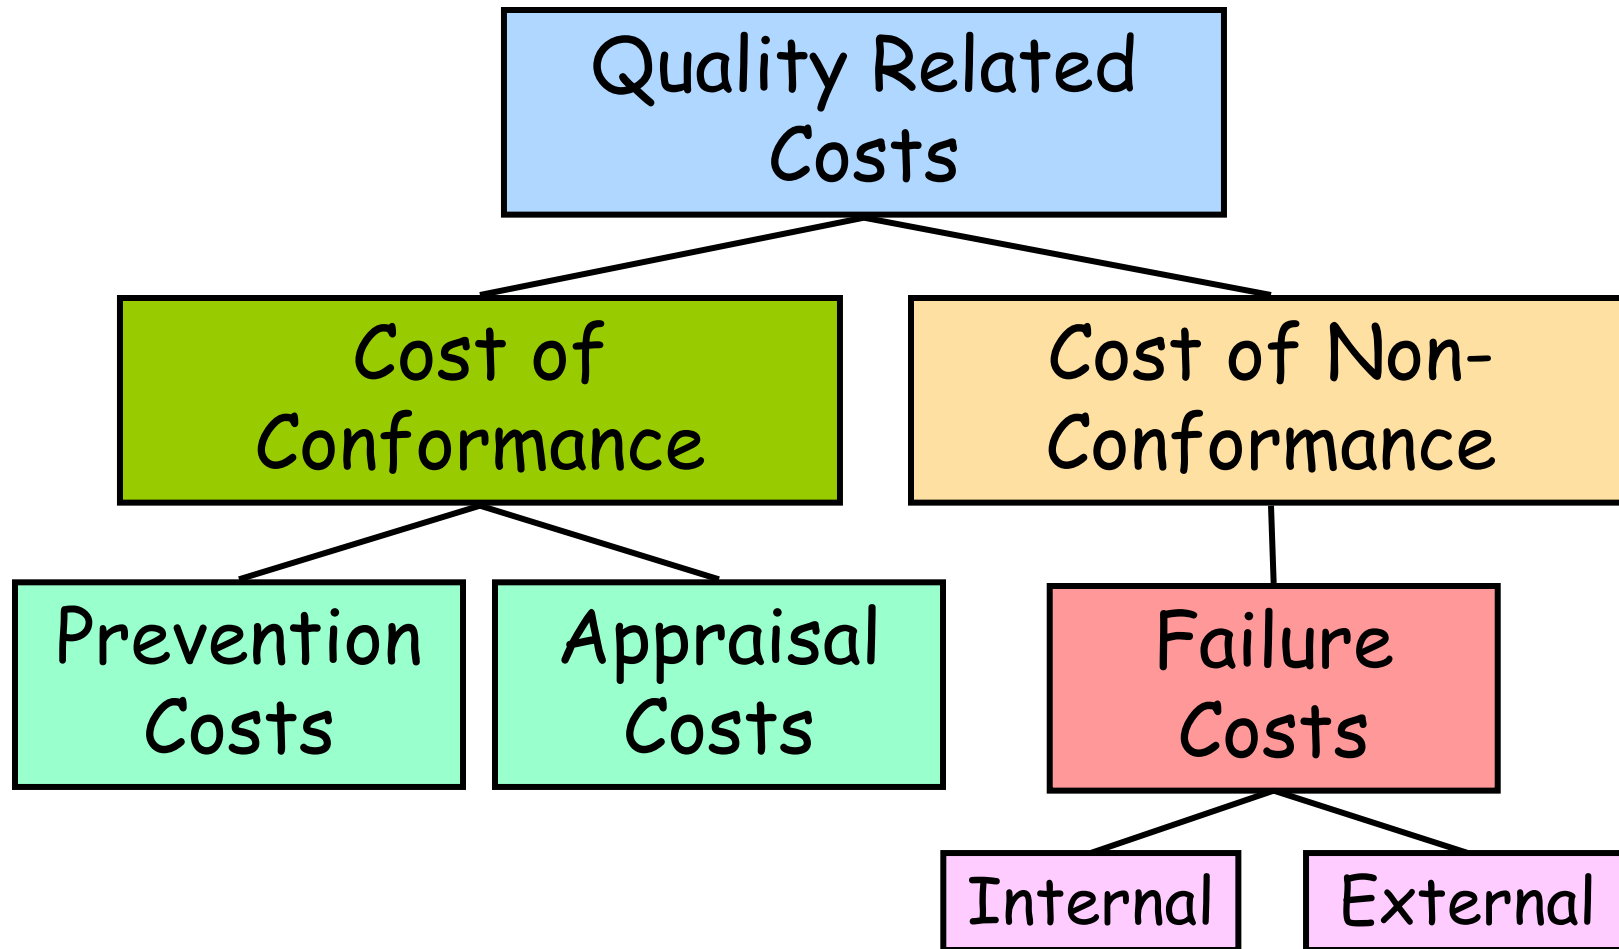 Quality Related
Costs
Cost of
Conformance
Cost of Non-
Conformance
Prevention
Costs
Appraisal
Costs
Failure
Costs
Internal
External